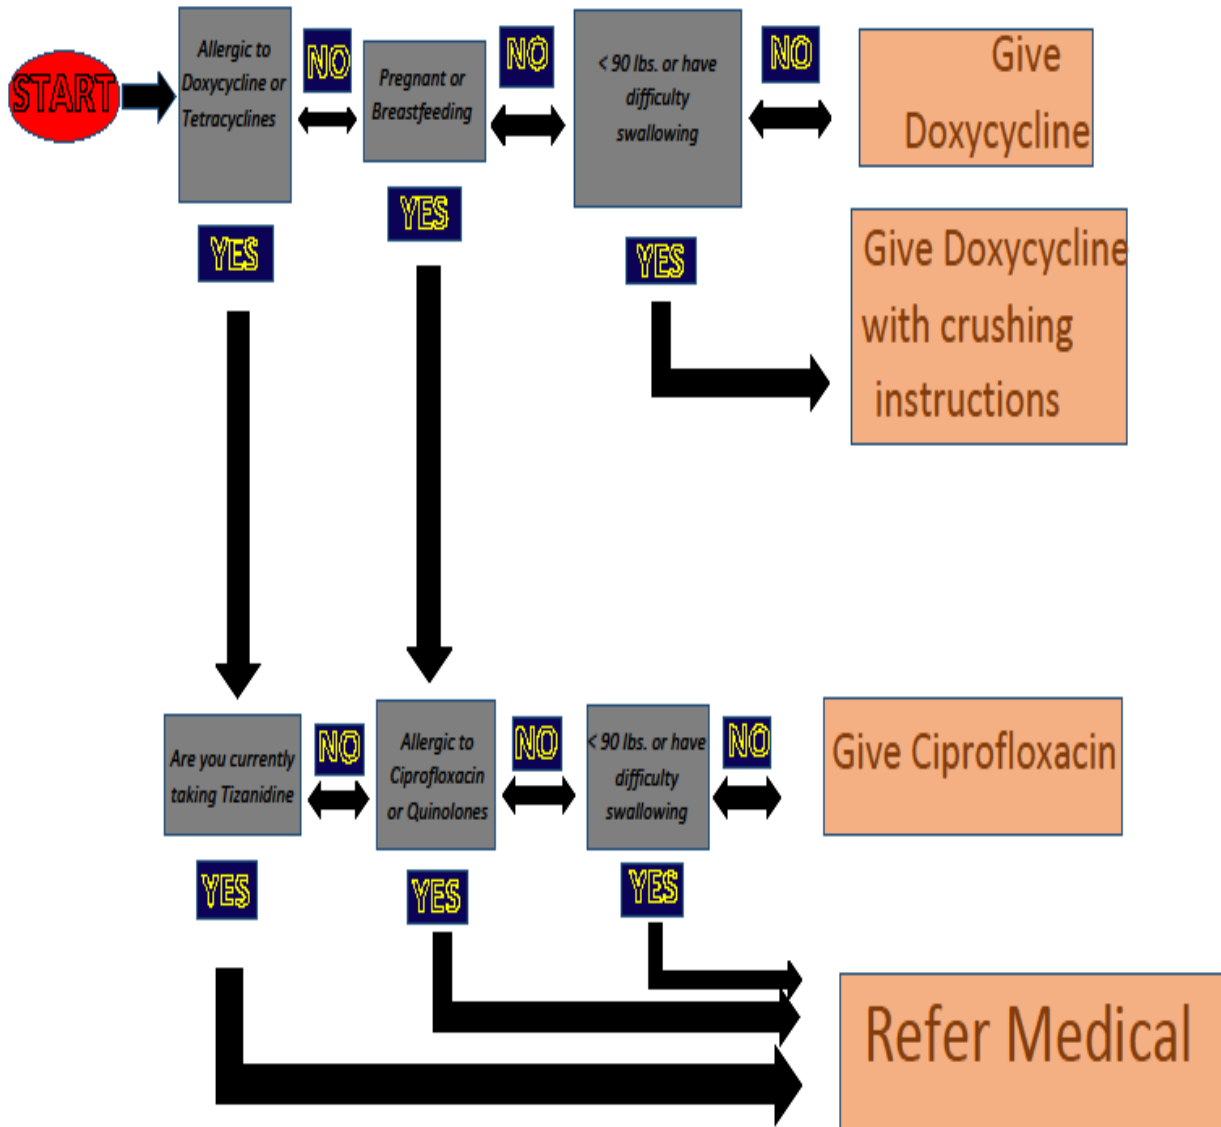 START
Allergic to
Doxycycline or
Tetracyclines
NO
Pregnant or
Breastfeeding
NO
< 90 lbs. or have
difficulty
swallowing
NO
Give
Doxycycline
YES
YES
YES
Give Doxycycline
with crushing
instructions
Are you currently
taking Tizanidine
NO
Allergic to
Ciprofloxacin
or Quinolones
NO
< 90 lbs. or have
difficulty
swallowing
NO
Give Ciprofloxacin
YES
YES
YES
Refer Medical